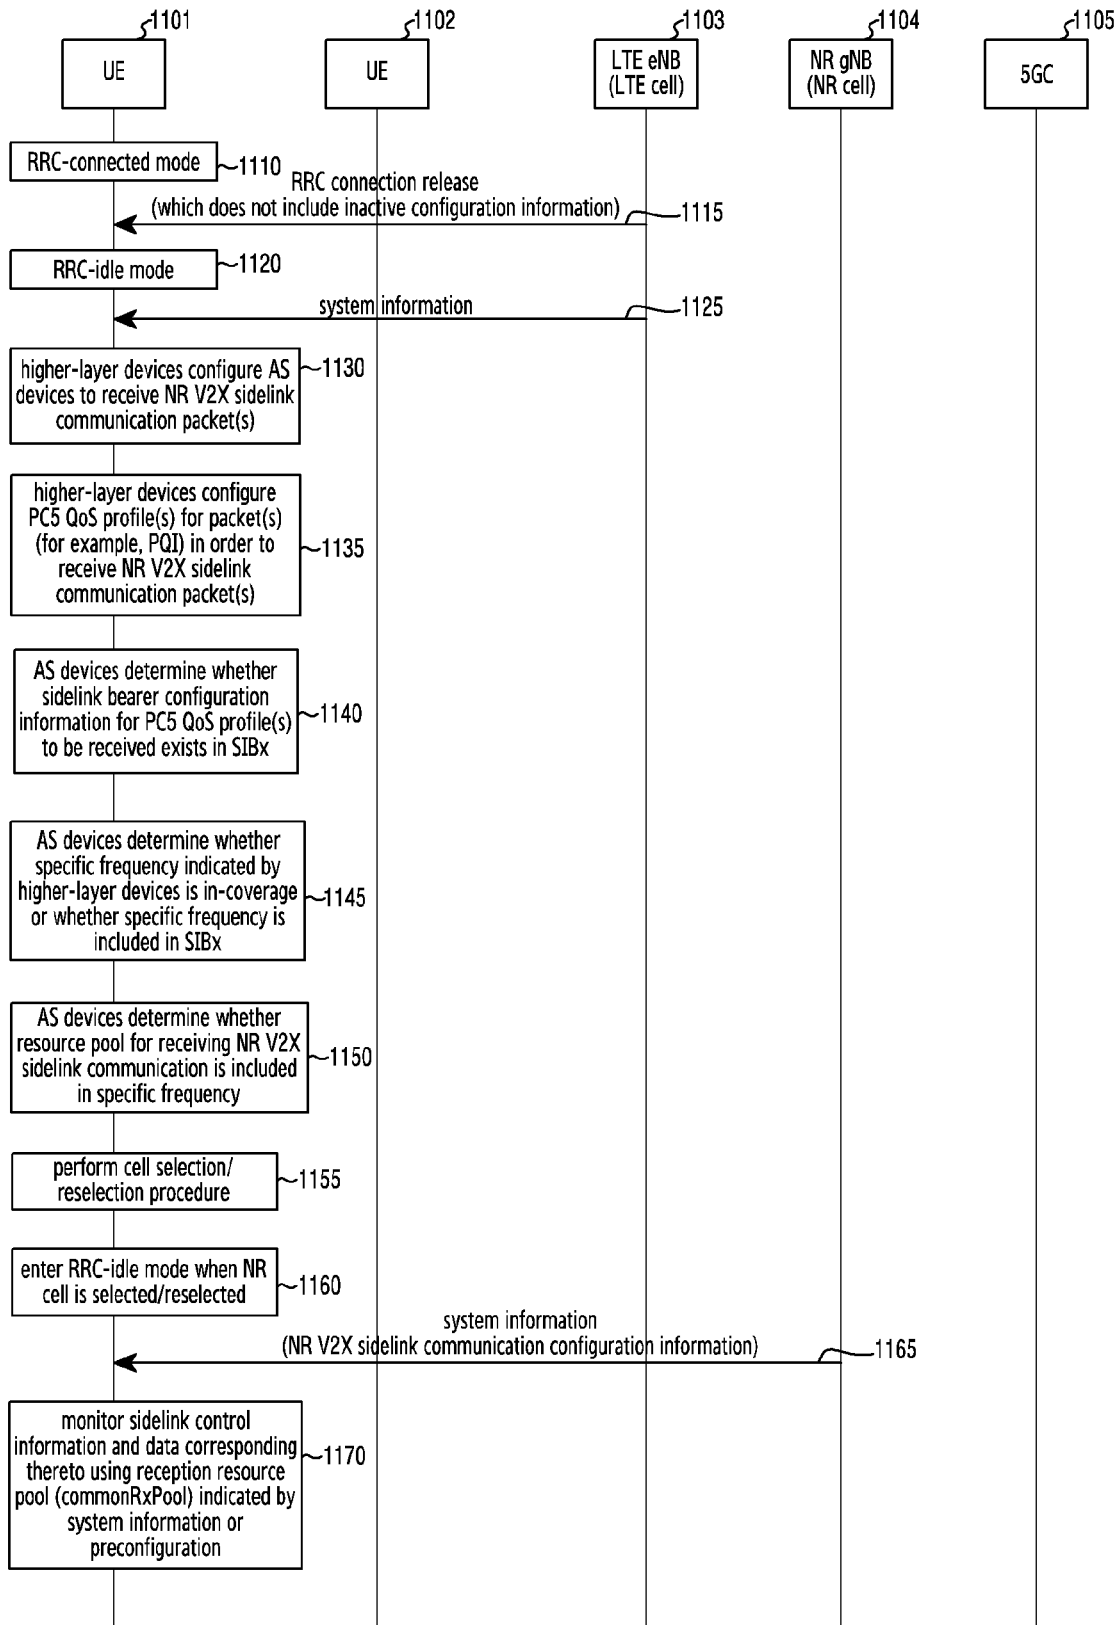 1101
1102
1103
1104
1105
UE
UE
LTE eNB
(LTE cell)
NR gNB
(NR cell)
5GC
RRC-connected mode
1110
RRC connection release
(which does not include inactive configuration information)
1115
RRC-idle mode
1120
system information
1125
higher-layer devices configure AS
devices to receive NR V2X sidelink
communication packet(s)
1130
higher-layer devices configure
PC5 QoS profile(s) for packet(s)
(for example, PQI) in order to
receive NR V2X sidelink
communication packet(s)
1135
AS devices determine whether
sidelink bearer configuration
information for PC5 QoS profile(s)
to be received exists in SIBx
1140
AS devices determine whether
specific frequency indicated by
higher-layer devices is in-coverage
or whether specific frequency is
included in SIBx
1145
AS devices determine whether
resource pool for receiving NR V2X
sidelink communication is included
in specific frequency
1150
perform cell selection/
reselection procedure
1155
enter RRC-idle mode when NR
cell is selected/reselected
1160
system information
(NR V2X sidelink communication configuration information)
1165
monitor sidelink control
information and data corresponding
thereto using reception resource
pool (commonRxPool) indicated by
system information or
preconfiguration
1170